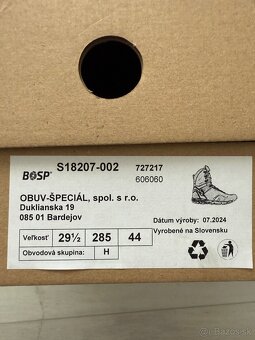 BOSP® S18207-002 727217
606060
OBUV-ŠPECIÁL, spol. s r.o.
Duklianska 19
085 01 Bardejov
Dátum výroby: 07.2024
Vyrobené na Slovensku
Veľkosť 29½ 285 44
Obvodová skupina: H
Bazos.sk